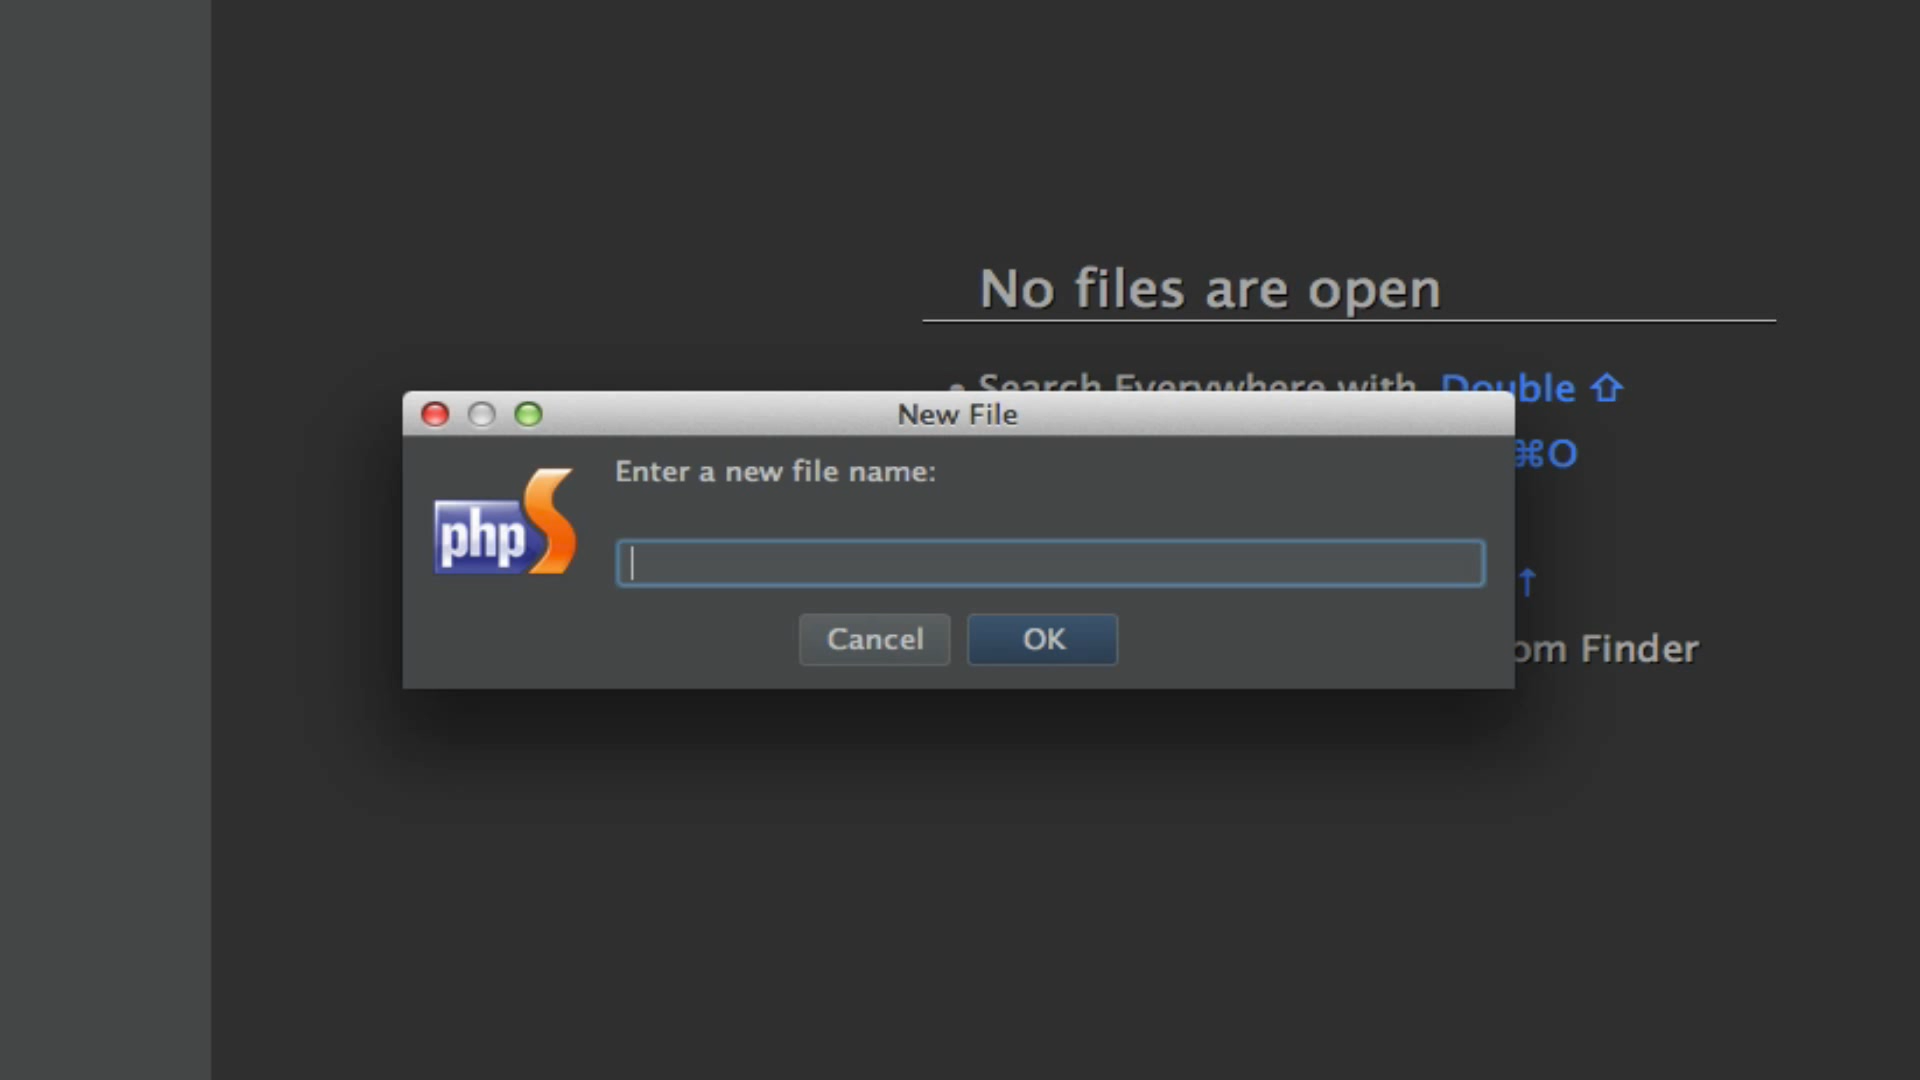 No files are open
• Search Everywhere with Double ⇧
New File
⌘O
Enter a new file name:
php
↑
Cancel
OK
om Finder